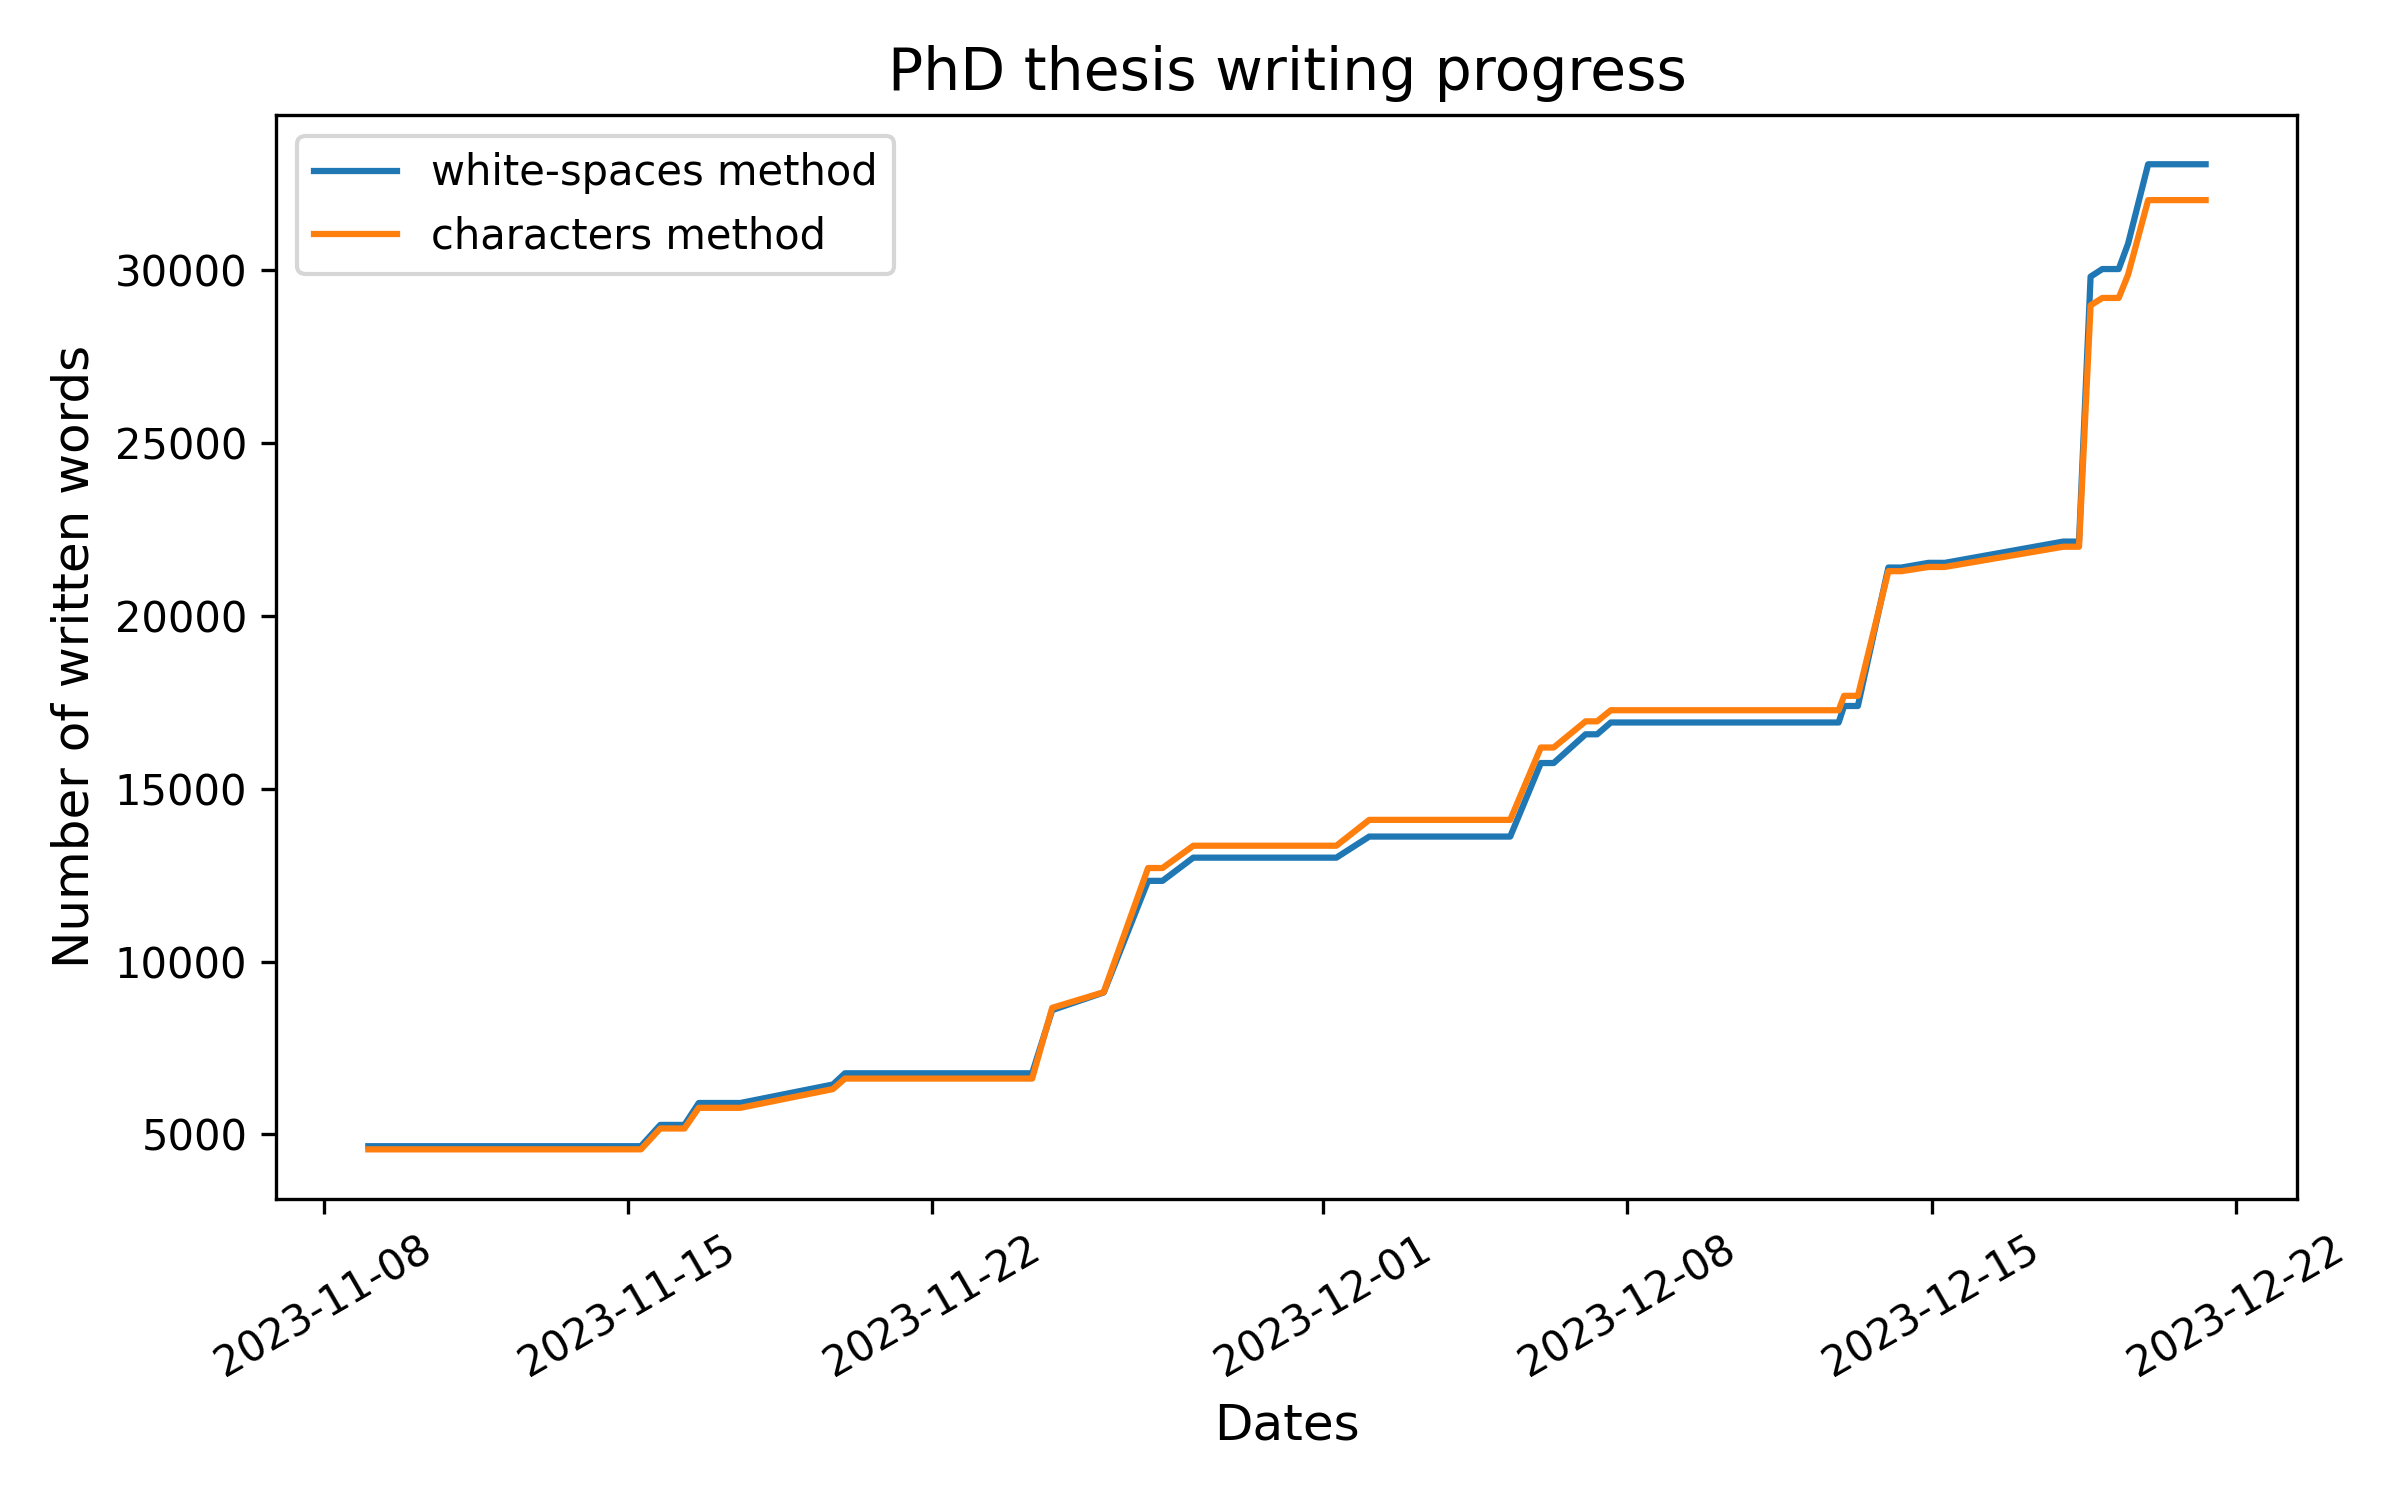 PhD thesis writing progress
white-spaces method
characters method
Number of written words
30000
25000
20000
15000
10000
5000
2023-11-08
2023-11-15
2023-11-22
2023-12-01
2023-12-08
2023-12-15
2023-12-22
Dates